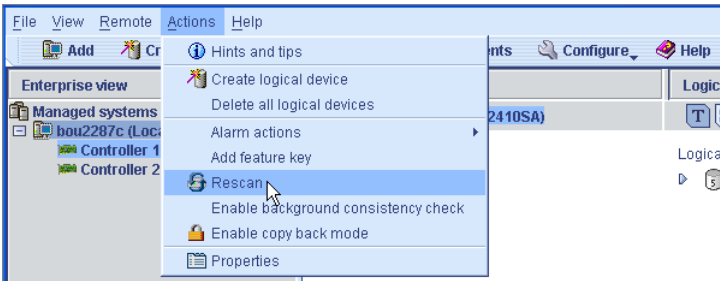 File View Remote Actions Help
Add Cr nts Configure Help
Enterprise view
Managed systems
bou2287c (Loca
Controller 1
Controller 2
Hints and tips
Create logical device
Delete all logical devices
Alarm actions
Add feature key
Rescan
Enable background consistency check
Enable copy back mode
Properties
2410SA)
Logic
T
Logica
5